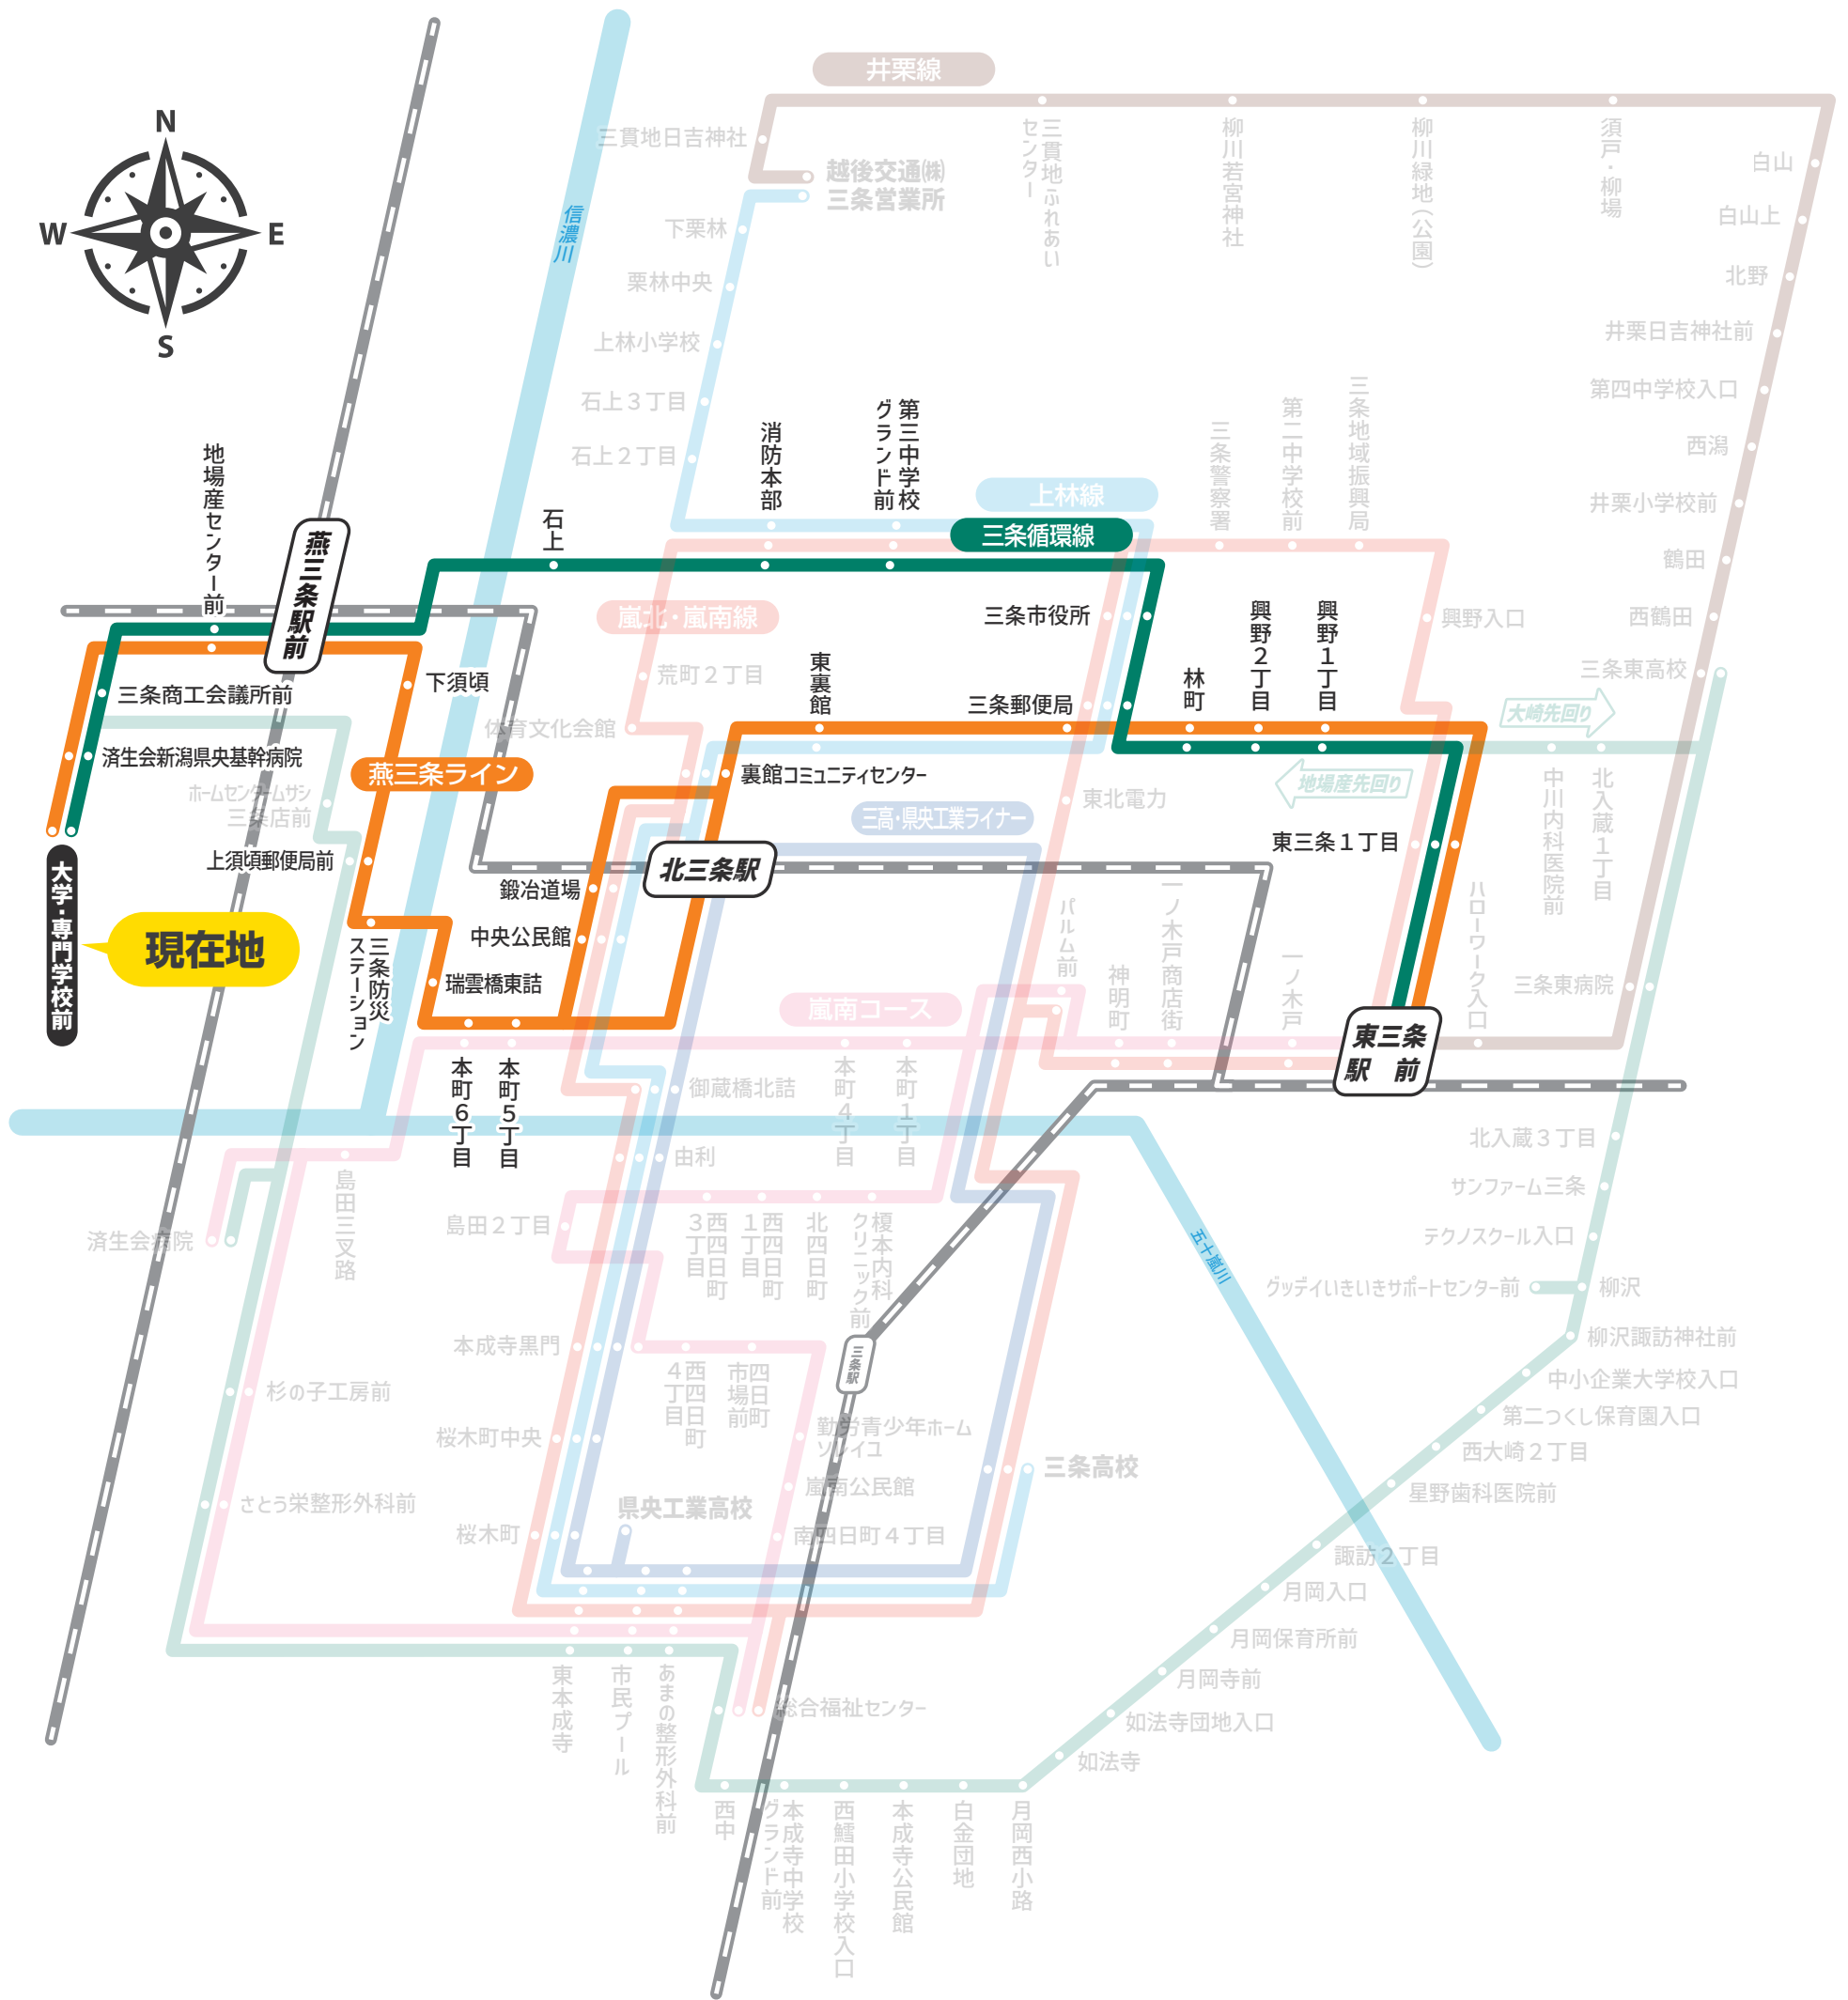 N
W
E
S
井栗線
三貫地日吉神社
越後交通㈱
三条営業所
三貫地ふれあい
センター
柳川若宮神社
柳川緑地（公園）
須戸・柳場
白山
白山上
北野
井栗日吉神社前
第四中学校入口
西潟
井栗小学校前
鶴田
西鶴田
三条東高校
信濃川
下栗林
栗林中央
上林小学校
石上３丁目
石上２丁目
地場産センター前
燕三条駅前
石上
消防本部
第三中学校
グランド前
上林線
三条循環線
三条警察署
第二中学校前
三条地域振興局
嵐北・嵐南線
三条市役所
興野２丁目
興野１丁目
興野入口
荒町２丁目
東裏館
林町
三条商工会議所前
下須頃
三条郵便局
大崎先回り
体育文化会館
済生会新潟県央基幹病院
燕三条ライン
裏館コミュニティセンター
地場産先回り
中川内科医院前
北入蔵１丁目
ホームセンタームサシ
三条店前
三高・県央工業ライナー
東北電力
東三条１丁目
上須頃郵便局前
北三条駅
鍛冶道場
中央公民館
瑞雲橋東詰
大学・専門学校前
現在地
三条防災
ステーション
パルム前
神明町
一ノ木戸商店街
一ノ木戸
ハローワーク入口
三条東病院
嵐南コース
東三条
駅 前
本町６丁目
本町５丁目
御蔵橋北詰
本町４丁目
本町１丁目
由利
北入蔵３丁目
サンファーム三条
テクノスクール入口
グッデイいきいきサポートセンター前
柳沢
柳沢諏訪神社前
中小企業大学校入口
第二つくし保育園入口
西大崎２丁目
星野歯科医院前
諏訪２丁目
月岡入口
月岡保育所前
月岡寺前
如法寺団地入口
如法寺
五十嵐川
済生会病院
島田三叉路
島田２丁目
西四日町
３丁目
西四日町
１丁目
北四日町
榎本内科
クリニック前
三条駅
本成寺黒門
西四日町
４丁目
四日町
市場前
杉の子工房前
桜木町中央
勤労青少年ホーム
ソレイユ
嵐南公民館
三条高校
さとう栄整形外科前
県央工業高校
桜木町
南四日町４丁目
東本成寺
市民プール
あまの整形外科前
総合福祉センター
西中
本成寺中学校
グランド前
西鱈田小学校入口
本成寺公民館
白金団地
月岡西小路